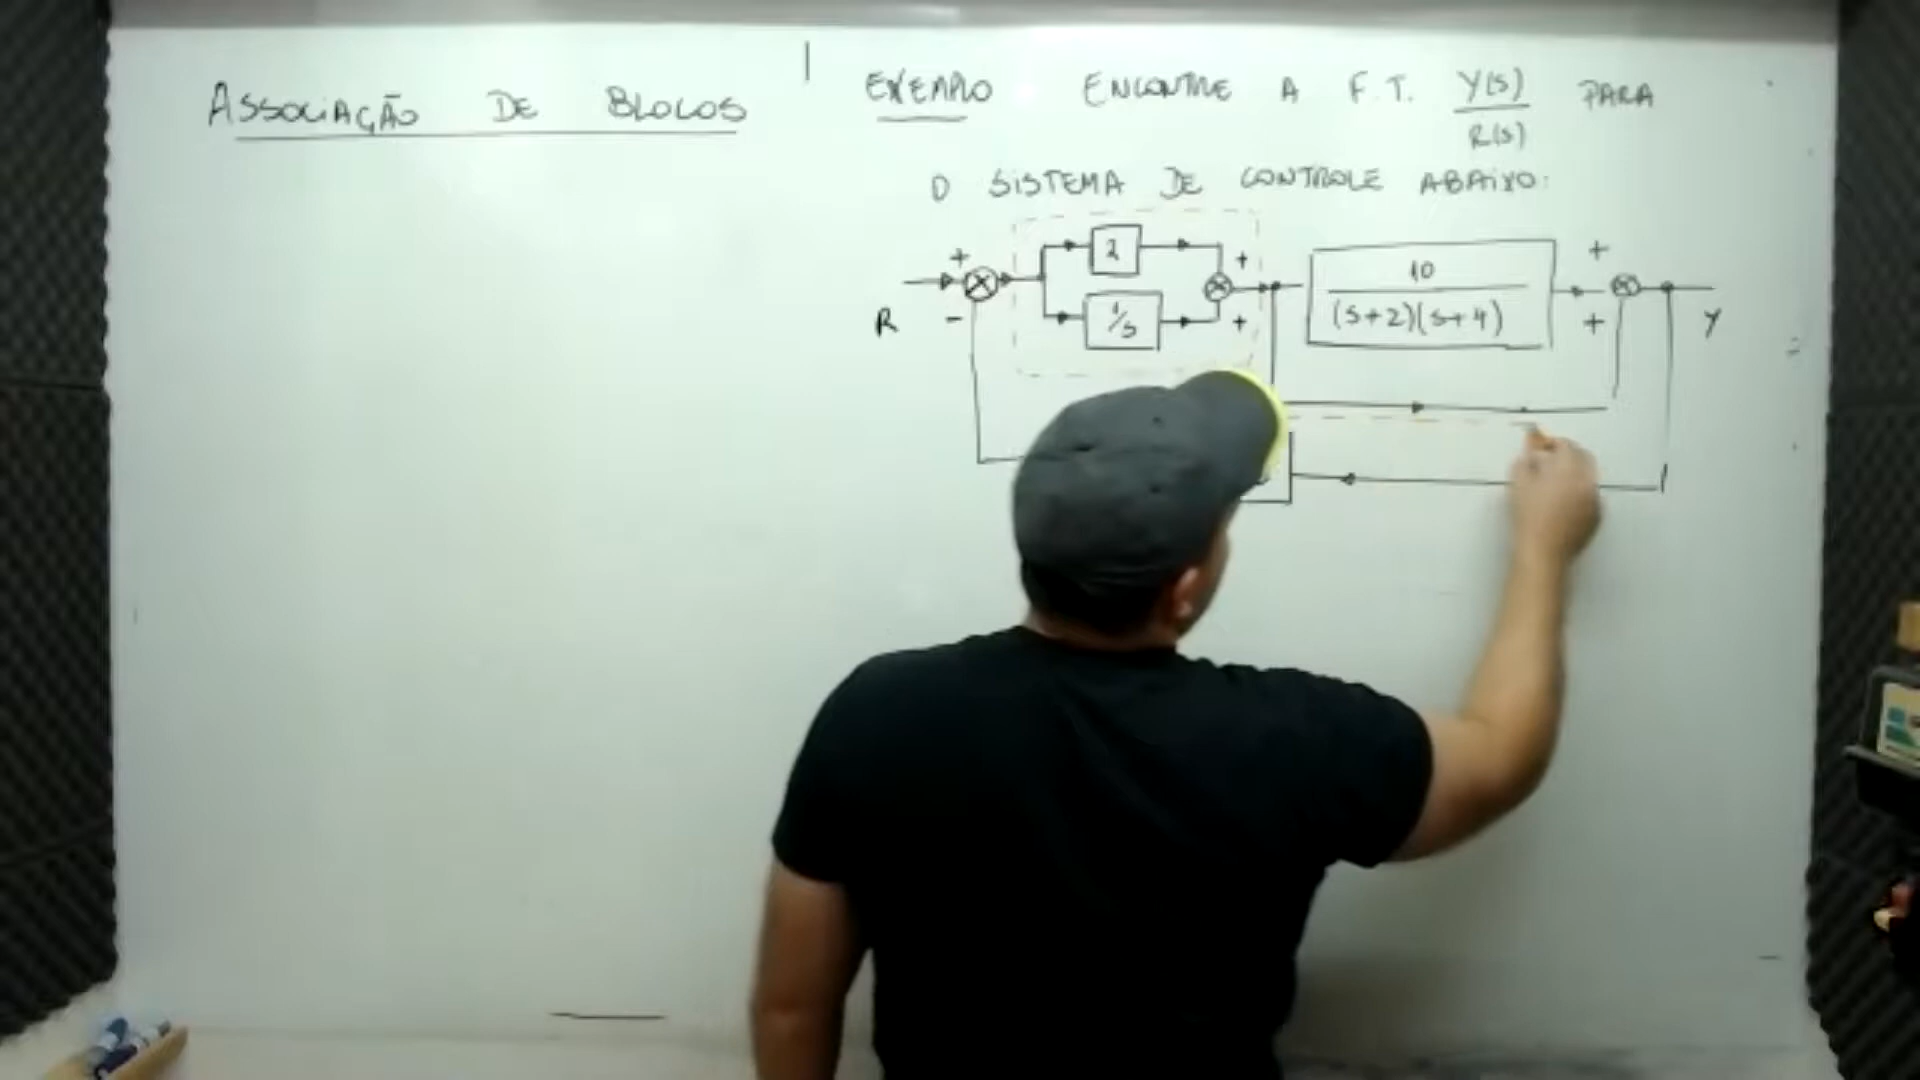 ASSOCIAÇÃO DE BLOCOS
EXEMPLO ENCONTRE A F.T. Y(s)/R(s) PARA
O SISTEMA DE CONTROLE ABAIXO:
+ 2 + 10 +
R - 1/s + (s+2)(s+4) + Y